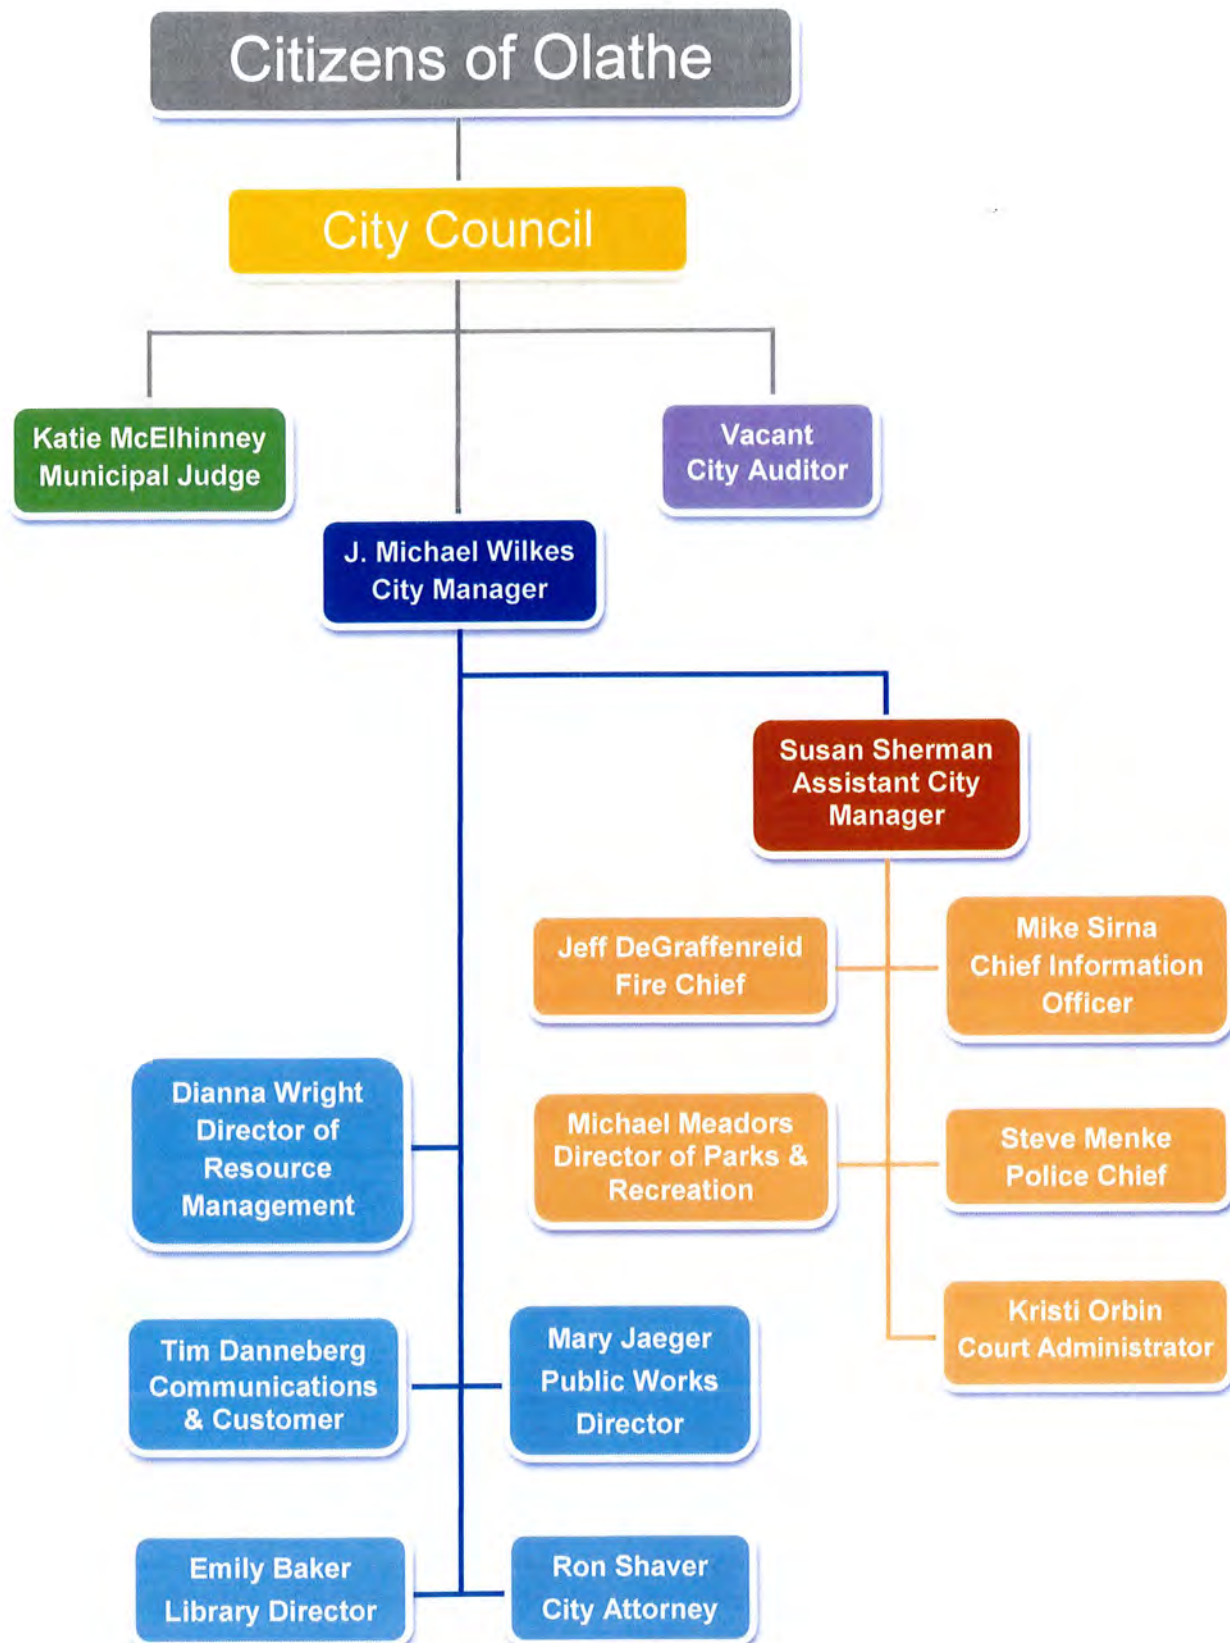 Citizens of Olathe
City Council
Katie McElhinney
Municipal Judge
Vacant
City Auditor
J. Michael Wilkes
City Manager
Susan Sherman
Assistant City
Manager
Jeff DeGraffenreid
Fire Chief
Mike Sirna
Chief Information
Officer
Dianna Wright
Director of
Resource
Management
Michael Meadors
Director of Parks &
Recreation
Steve Menke
Police Chief
Tim Danneberg
Communications
& Customer
Mary Jaeger
Public Works
Director
Kristi Orbin
Court Administrator
Emily Baker
Library Director
Ron Shaver
City Attorney